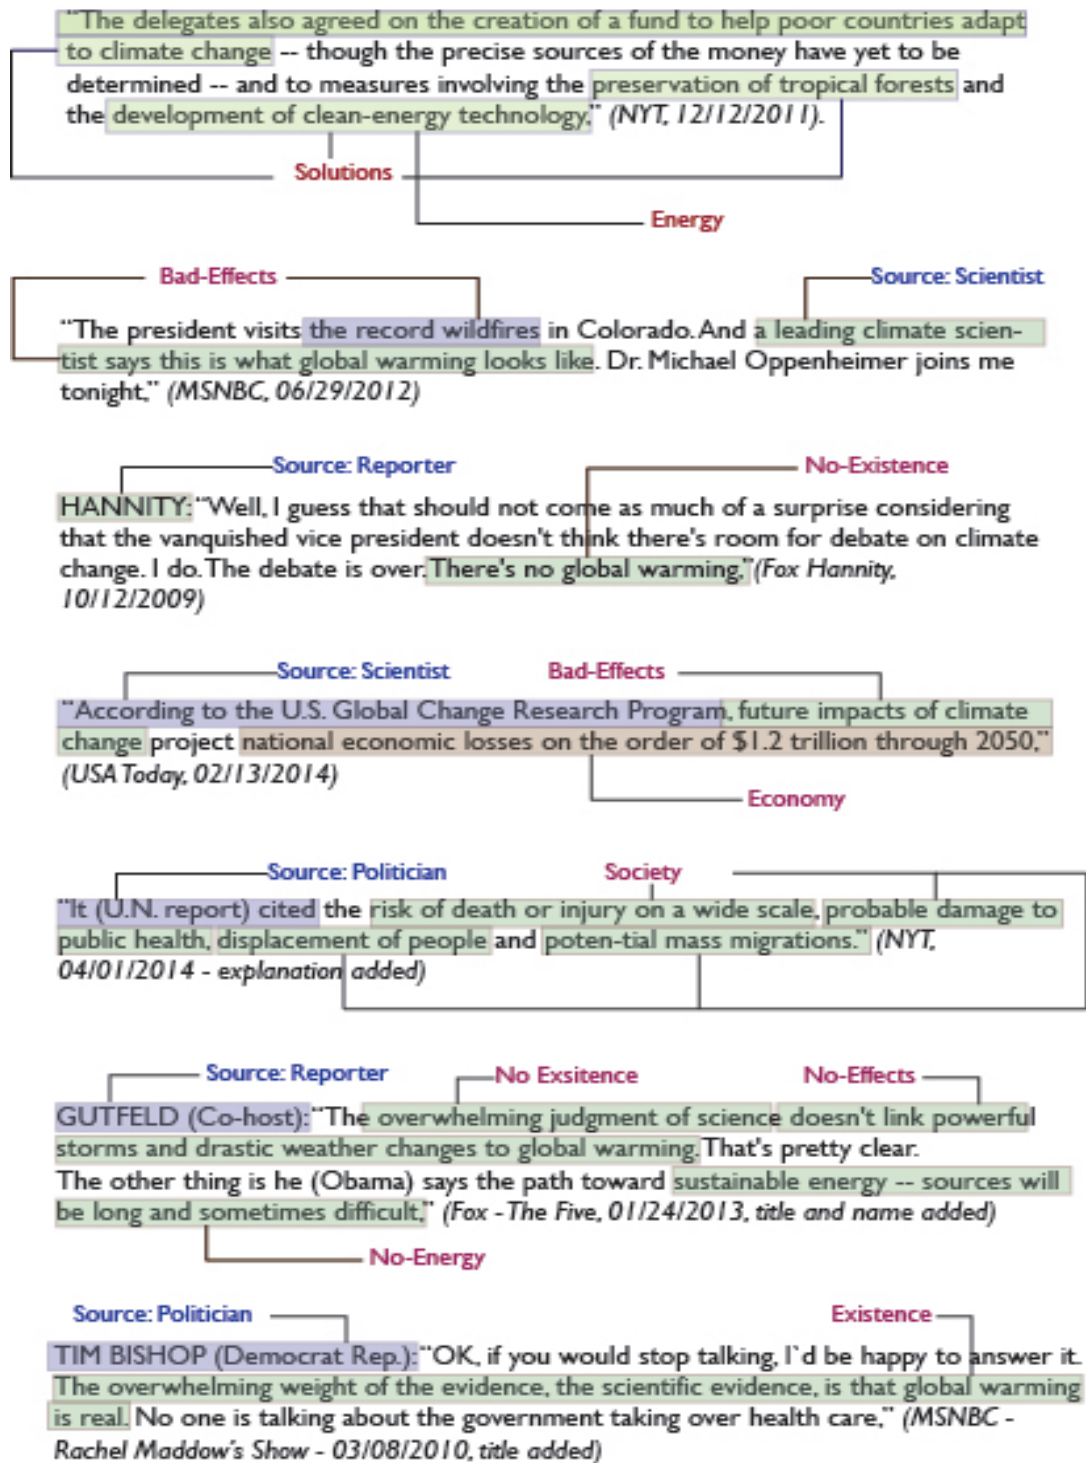 “The delegates also agreed on the creation of a fund to help poor countries adapt
to climate change -- though the precise sources of the money have yet to be
determined -- and to measures involving the preservation of tropical forests and
the development of clean-energy technology,” (NYT, 12/12/2011).
Solutions
Energy
Bad-Effects
Source: Scientist
“The president visits the record wildfires in Colorado. And a leading climate scien-
tist says this is what global warming looks like. Dr. Michael Oppenheimer joins me
tonight,” (MSNBC, 06/29/2012)
Source: Reporter
No-Existence
HANNITY: “Well, I guess that should not come as much of a surprise considering
that the vanquished vice president doesn't think there's room for debate on climate
change. I do. The debate is over. There's no global warming,” (Fox Hannity,
10/12/2009)
Source: Scientist
Bad-Effects
“According to the U.S. Global Change Research Program, future impacts of climate
change project national economic losses on the order of $1.2 trillion through 2050,”
(USA Today, 02/13/2014)
Economy
Source: Politician
Society
“It (U.N. report) cited the risk of death or injury on a wide scale, probable damage to
public health, displacement of people and poten-tial mass migrations.” (NYT,
04/01/2014 - explanation added)
Source: Reporter
No Exsitence
No-Effects
GUTFELD (Co-host): “The overwhelming judgment of science doesn't link powerful
storms and drastic weather changes to global warming. That's pretty clear.
The other thing is he (Obama) says the path toward sustainable energy -- sources will
be long and sometimes difficult,” (Fox - The Five, 01/24/2013, title and name added)
No-Energy
Source: Politician
Existence
TIM BISHOP (Democrat Rep.): “OK, if you would stop talking, I`d be happy to answer it.
The overwhelming weight of the evidence, the scientific evidence, is that global warming
is real. No one is talking about the government taking over health care,” (MSNBC -
Rachel Maddow's Show - 03/08/2010, title added)